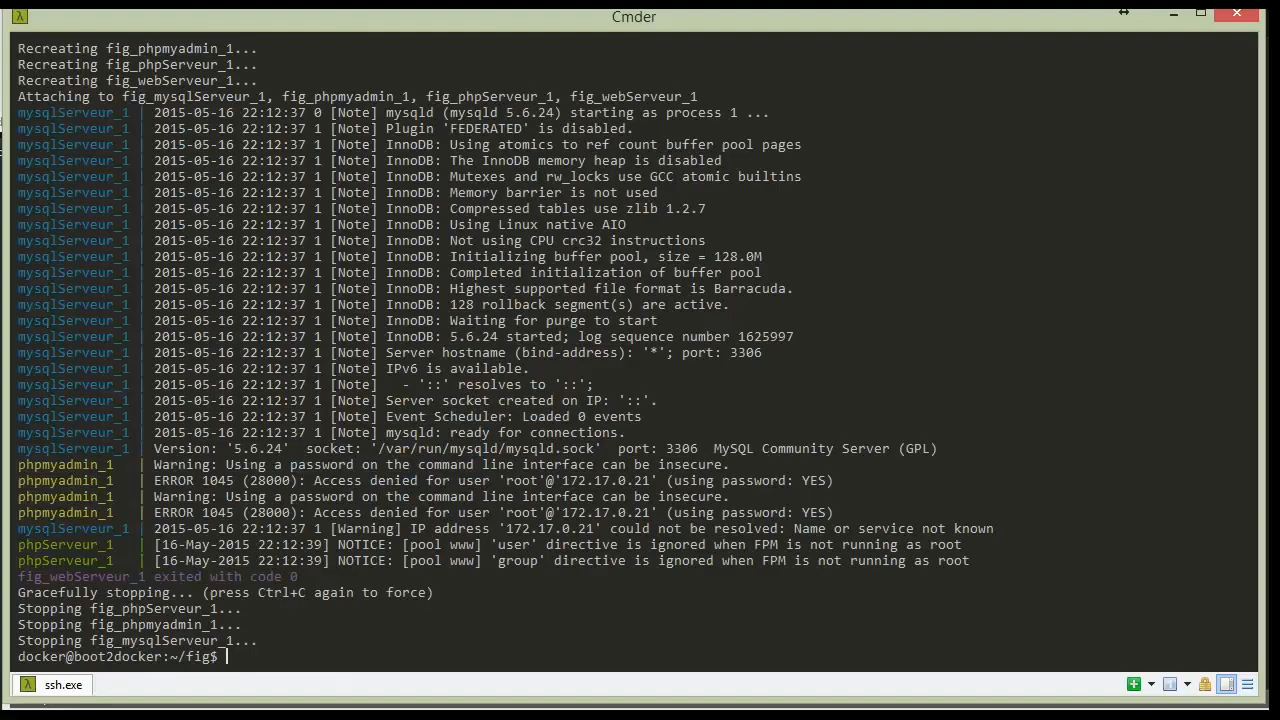 Cmder
Recreating fig_phpmyadmin_1...
Recreating fig_phpServeur_1...
Recreating fig_webServeur_1...
Attaching to fig_mysqlServeur_1, fig_phpmyadmin_1, fig_phpServeur_1, fig_webServeur_1
mysqlServeur_1 | 2015-05-16 22:12:37 0 [Note] mysqld (mysqld 5.6.24) starting as process 1 ...
mysqlServeur_1 | 2015-05-16 22:12:37 1 [Note] Plugin 'FEDERATED' is disabled.
mysqlServeur_1 | 2015-05-16 22:12:37 1 [Note] InnoDB: Using atomics to ref count buffer pool pages
mysqlServeur_1 | 2015-05-16 22:12:37 1 [Note] InnoDB: The InnoDB memory heap is disabled
mysqlServeur_1 | 2015-05-16 22:12:37 1 [Note] InnoDB: Mutexes and rw_locks use GCC atomic builtins
mysqlServeur_1 | 2015-05-16 22:12:37 1 [Note] InnoDB: Memory barrier is not used
mysqlServeur_1 | 2015-05-16 22:12:37 1 [Note] InnoDB: Compressed tables use zlib 1.2.7
mysqlServeur_1 | 2015-05-16 22:12:37 1 [Note] InnoDB: Using Linux native AIO
mysqlServeur_1 | 2015-05-16 22:12:37 1 [Note] InnoDB: Not using CPU crc32 instructions
mysqlServeur_1 | 2015-05-16 22:12:37 1 [Note] InnoDB: Initializing buffer pool, size = 128.0M
mysqlServeur_1 | 2015-05-16 22:12:37 1 [Note] InnoDB: Completed initialization of buffer pool
mysqlServeur_1 | 2015-05-16 22:12:37 1 [Note] InnoDB: Highest supported file format is Barracuda.
mysqlServeur_1 | 2015-05-16 22:12:37 1 [Note] InnoDB: 128 rollback segment(s) are active.
mysqlServeur_1 | 2015-05-16 22:12:37 1 [Note] InnoDB: Waiting for purge to start
mysqlServeur_1 | 2015-05-16 22:12:37 1 [Note] InnoDB: 5.6.24 started; log sequence number 1625997
mysqlServeur_1 | 2015-05-16 22:12:37 1 [Note] Server hostname (bind-address): '*'; port: 3306
mysqlServeur_1 | 2015-05-16 22:12:37 1 [Note] IPv6 is available.
mysqlServeur_1 | 2015-05-16 22:12:37 1 [Note]   - '::' resolves to '::';
mysqlServeur_1 | 2015-05-16 22:12:37 1 [Note] Server socket created on IP: '::'.
mysqlServeur_1 | 2015-05-16 22:12:37 1 [Note] Event Scheduler: Loaded 0 events
mysqlServeur_1 | 2015-05-16 22:12:37 1 [Note] mysqld: ready for connections.
mysqlServeur_1 | Version: '5.6.24'  socket: '/var/run/mysqld/mysqld.sock'  port: 3306  MySQL Community Server (GPL)
phpmyadmin_1   | Warning: Using a password on the command line interface can be insecure.
phpmyadmin_1   | ERROR 1045 (28000): Access denied for user 'root'@'172.17.0.21' (using password: YES)
phpmyadmin_1   | Warning: Using a password on the command line interface can be insecure.
phpmyadmin_1   | ERROR 1045 (28000): Access denied for user 'root'@'172.17.0.21' (using password: YES)
mysqlServeur_1 | 2015-05-16 22:12:37 1 [Warning] IP address '172.17.0.21' could not be resolved: Name or service not known
phpServeur_1   | [16-May-2015 22:12:39] NOTICE: [pool www] 'user' directive is ignored when FPM is not running as root
phpServeur_1   | [16-May-2015 22:12:39] NOTICE: [pool www] 'group' directive is ignored when FPM is not running as root
fig_webServeur_1 exited with code 0
Gracefully stopping... (press Ctrl+C again to force)
Stopping fig_phpServeur_1...
Stopping fig_phpmyadmin_1...
Stopping fig_mysqlServeur_1...
docker@boot2docker:~/fig$
ssh.exe